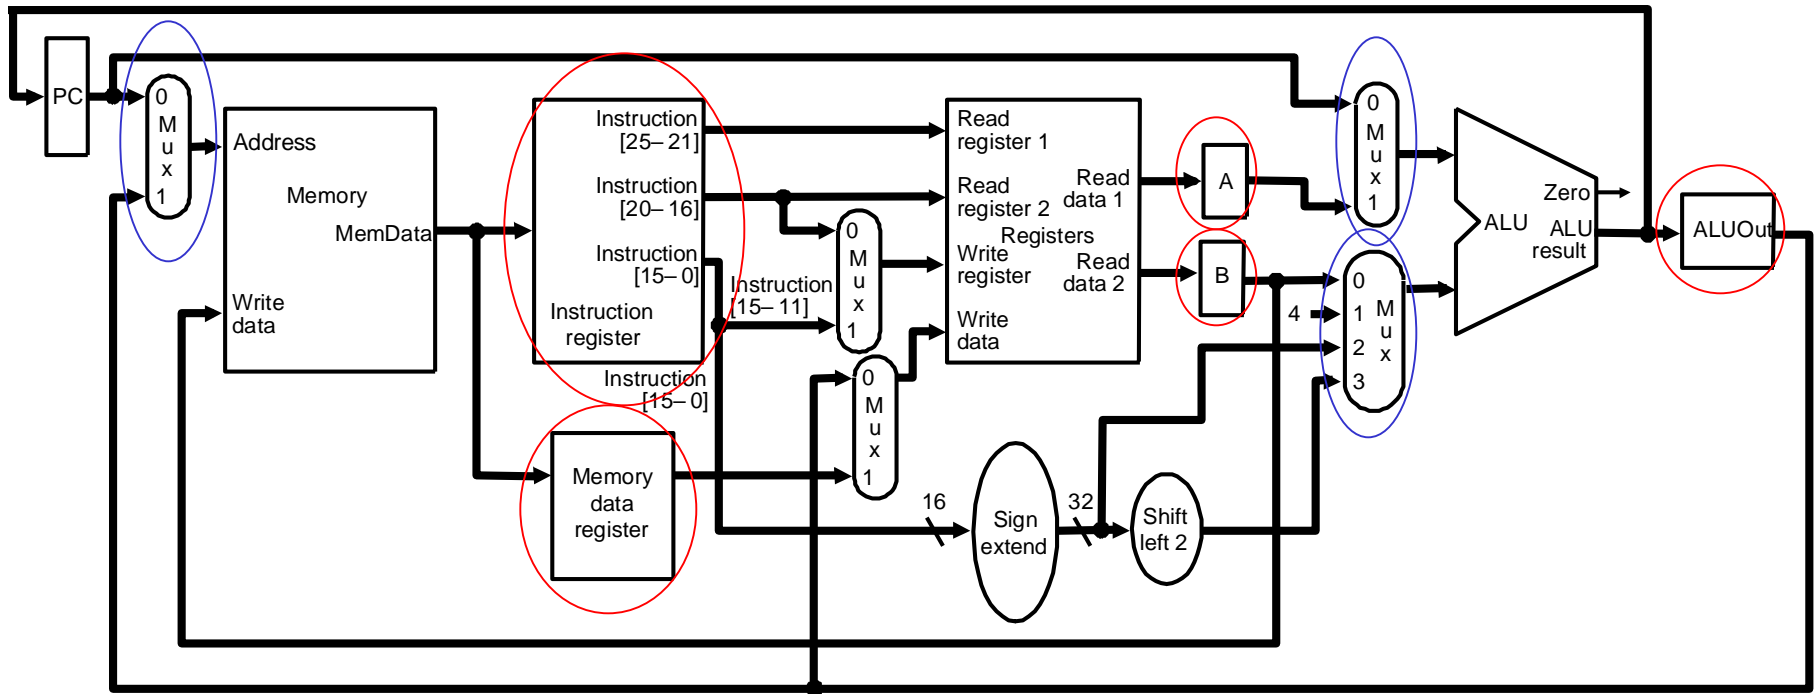 PC
0
M
u
x
1
Address
Memory
MemData
Write
data
Instruction
[25– 21]
Instruction
[20– 16]
Instruction
[15– 0]
Instruction
register
Instruction
[15– 11]
Instruction
[15– 0]
Memory
data
register
0
M
u
x
1
0
M
u
x
1
Read
register 1
Read
register 2
Registers
Write
register
Write
data
Read
data 1
Read
data 2
16
Sign
extend
32
Shift
left 2
A
B
4
0
M
u
x
1
0
1
2
3
M
u
x
ALU
Zero
ALU
result
ALUOut